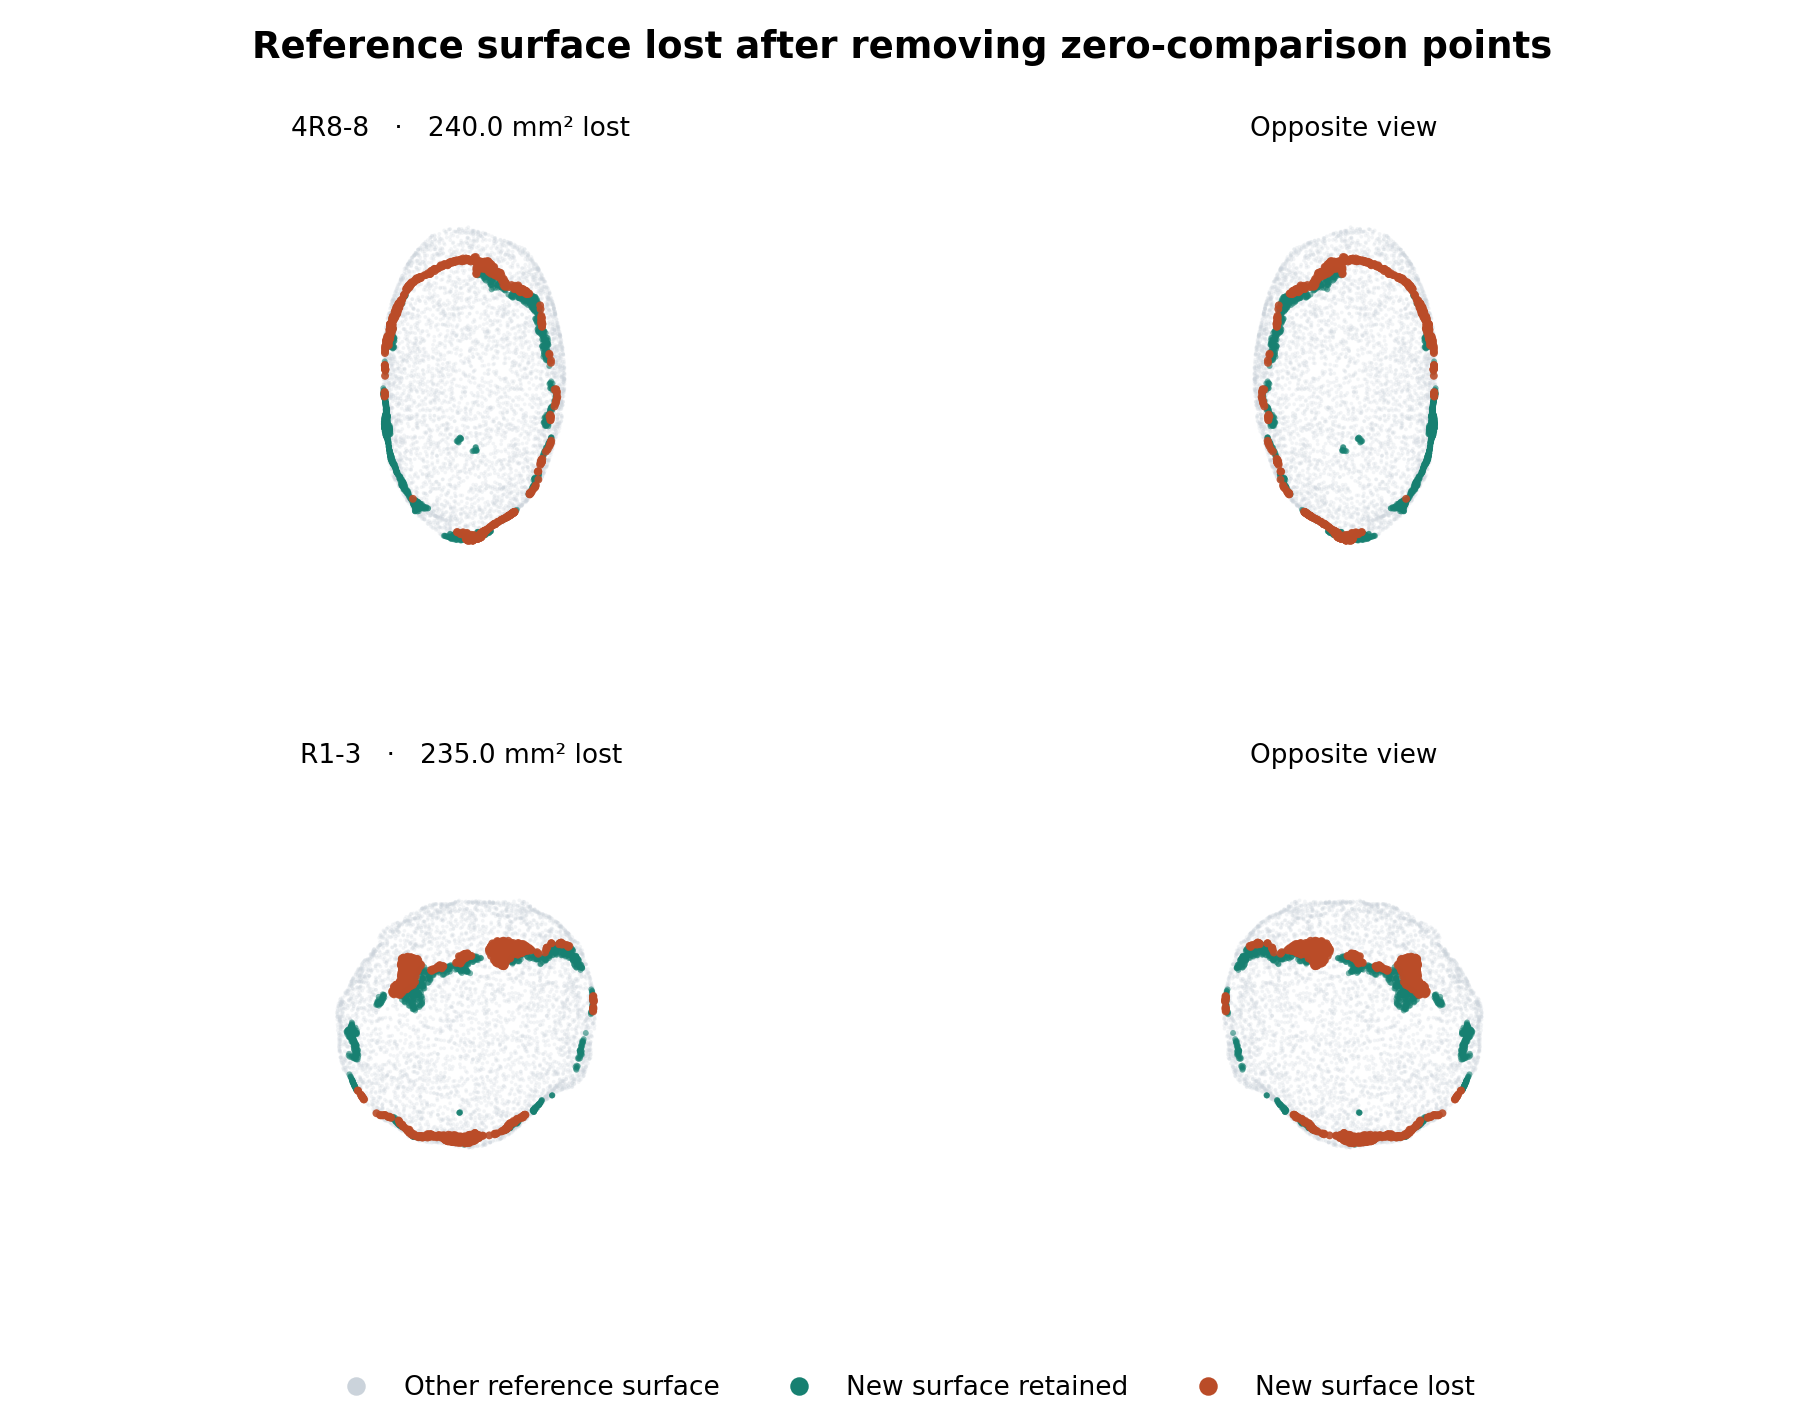 Reference surface lost after removing zero-comparison points
4R8-8 · 240.0 mm² lost
Opposite view
R1-3 · 235.0 mm² lost
Opposite view
Other reference surface
New surface retained
New surface lost